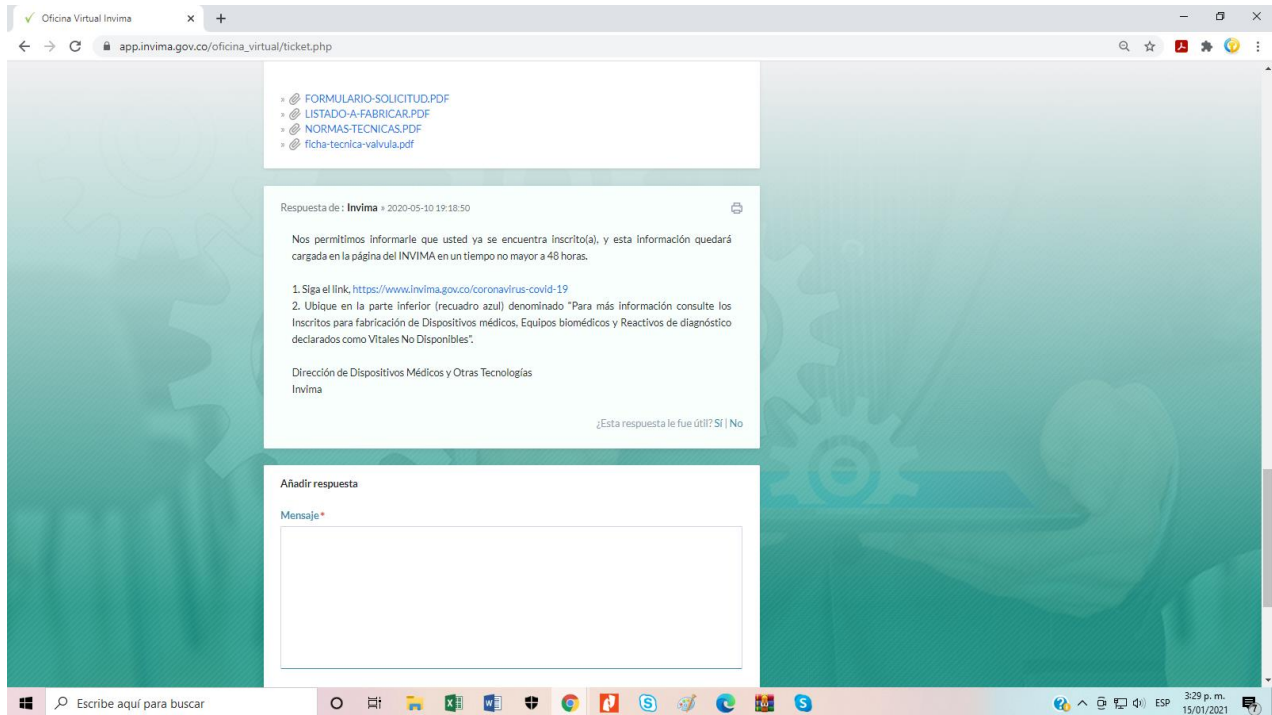 Oficina Virtual Invima
app.invima.gov.co/oficina_virtual/ticket.php
» FORMULARIO-SOLICITUD.PDF
» LISTADO-A-FABRICAR.PDF
» NORMAS-TECNICAS.PDF
» ficha-tecnica-valvula.pdf
Respuesta de : Invima » 2020-05-10 19:18:50
Nos permitimos informarle que usted ya se encuentra inscrito(a), y esta información quedará
cargada en la página del INVIMA en un tiempo no mayor a 48 horas.
1. Siga el link, https://www.invima.gov.co/coronavirus-covid-19
2. Ubique en la parte inferior (recuadro azul) denominado "Para más información consulte los
Inscritos para fabricación de Dispositivos médicos, Equipos biomédicos y Reactivos de diagnóstico
declarados como Vitales No Disponibles".
Dirección de Dispositivos Médicos y Otras Tecnologías
Invima
¿Esta respuesta le fue útil? Sí | No
Añadir respuesta
Mensaje*
Escribe aquí para buscar
ESP
3:29 p. m.
15/01/2021
7